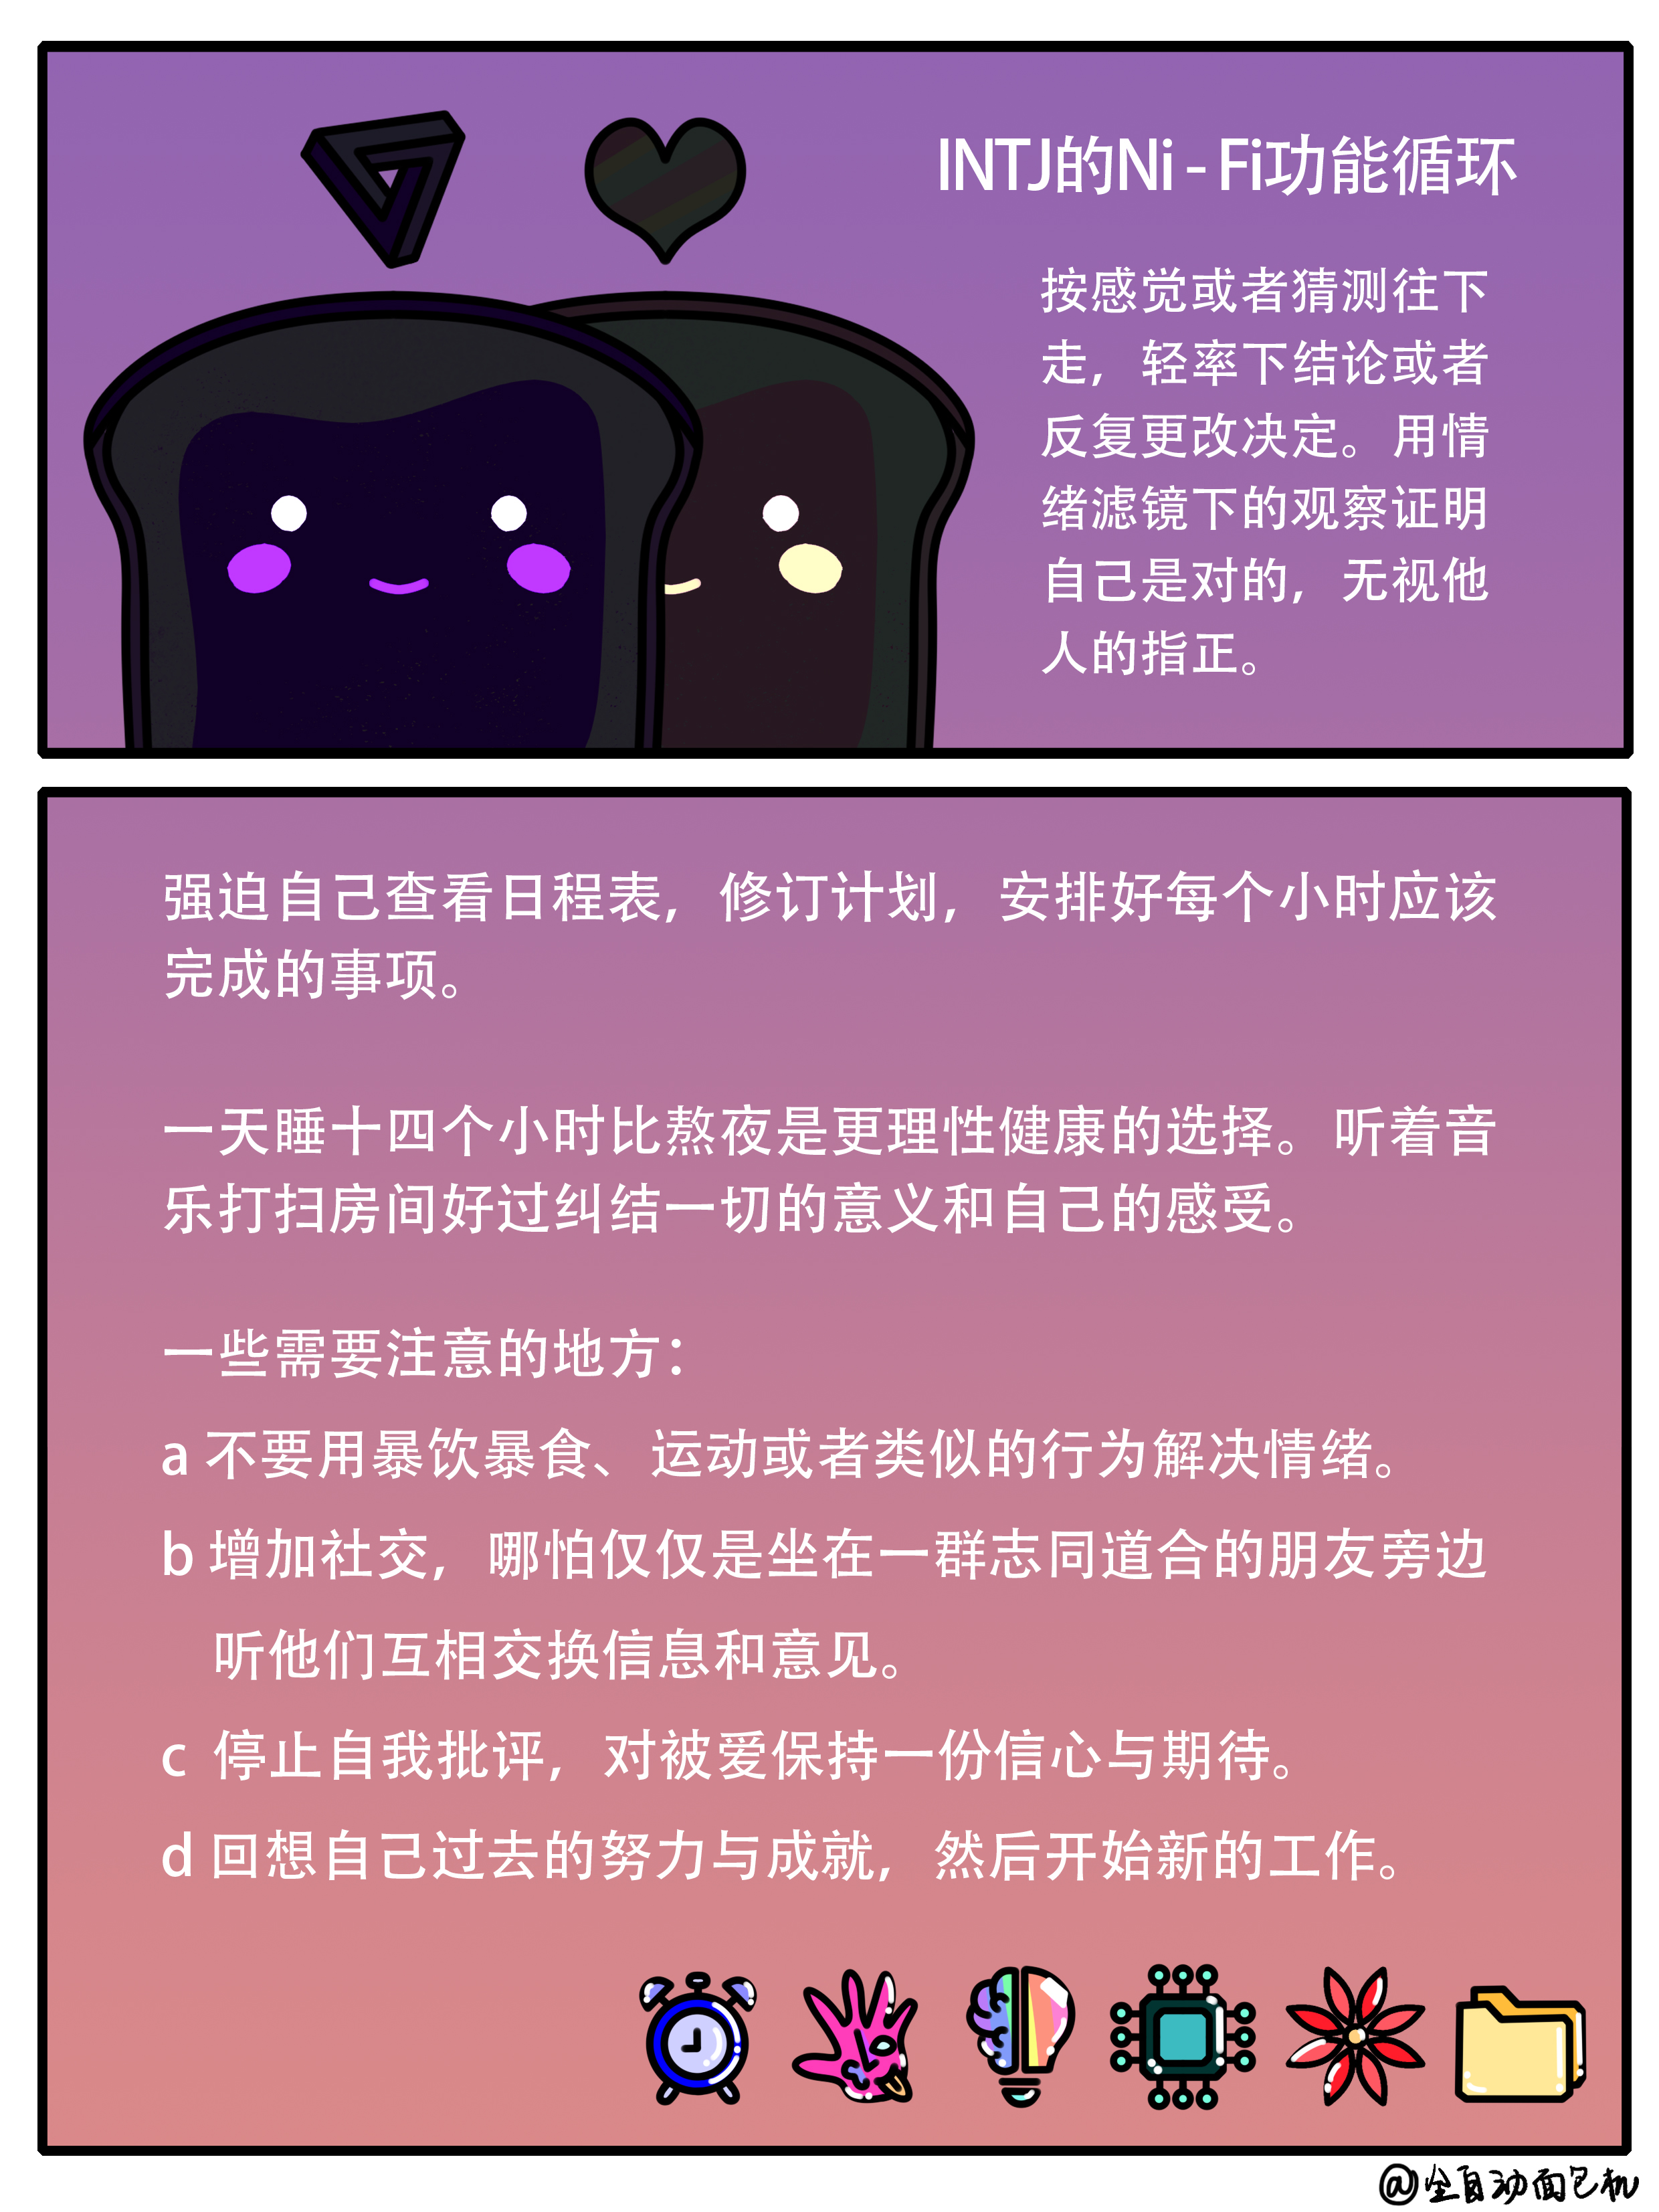 INTJ的Ni - Fi功能循环
按感觉或者猜测往下
走，轻率下结论或者
反复更改决定。用情
绪滤镜下的观察证明
自己是对的，无视他
人的指正。
强迫自己查看日程表，修订计划，安排好每个小时应该
完成的事项。
一天睡十四个小时比熬夜是更理性健康的选择。听着音
乐打扫房间好过纠结一切的意义和自己的感受。
一些需要注意的地方：
a 不要用暴饮暴食、运动或者类似的行为解决情绪。
b 增加社交，哪怕仅仅是坐在一群志同道合的朋友旁边
听他们互相交换信息和意见。
c 停止自我批评，对被爱保持一份信心与期待。
d 回想自己过去的努力与成就，然后开始新的工作。
@全自动面包机